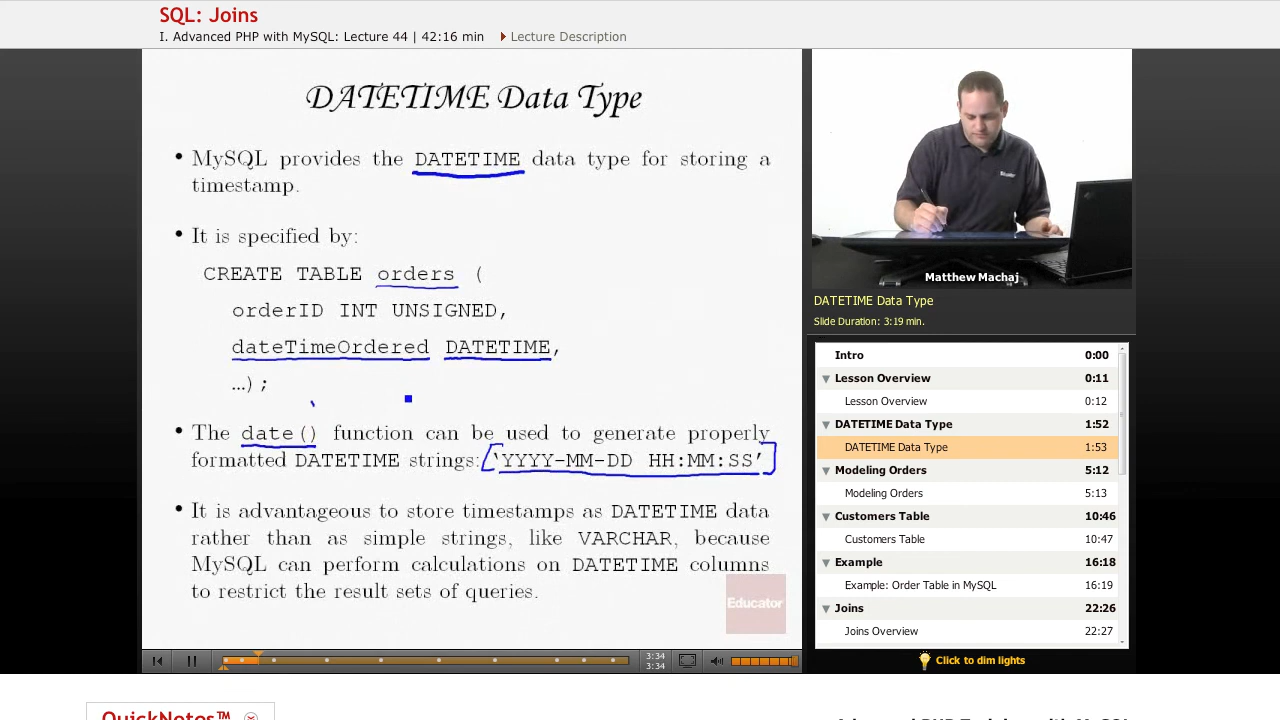 SQL: Joins
I. Advanced PHP with MySQL: Lecture 44 | 42:16 min Lecture Description
DATETIME Data Type
• MySQL provides the DATETIME data type for storing a
timestamp.
• It is specified by:
CREATE TABLE orders (
orderID INT UNSIGNED,
dateTimeOrdered DATETIME,
…);
• The date() function can be used to generate properly
formatted DATETIME strings: ‘YYYY-MM-DD HH:MM:SS’
• It is advantageous to store timestamps as DATETIME data
rather than as simple strings, like VARCHAR, because
MySQL can perform calculations on DATETIME columns
to restrict the result sets of queries.
Educator
3:34
3:34
Matthew Machaj
DATETIME Data Type
Slide Duration: 3:19 min.
Intro 0:00
Lesson Overview 0:11
Lesson Overview 0:12
DATETIME Data Type 1:52
DATETIME Data Type 1:53
Modeling Orders 5:12
Modeling Orders 5:13
Customers Table 10:46
Customers Table 10:47
Example 16:18
Example: Order Table in MySQL 16:19
Joins 22:26
Joins Overview 22:27
Click to dim lights
QuickNotes™